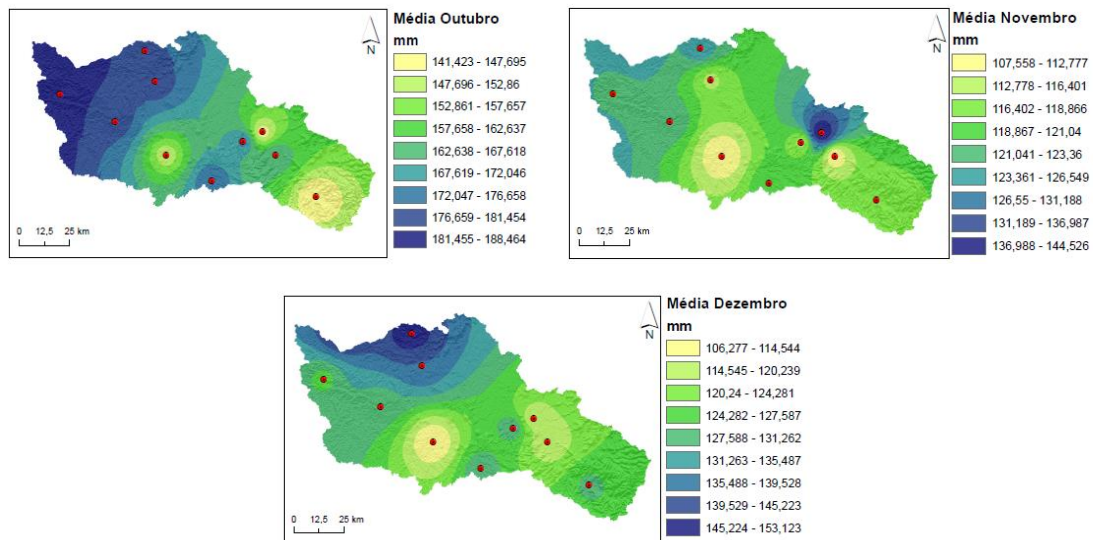 Média Outubro
mm
141,423 - 147,695
147,696 - 152,86
152,861 - 157,657
157,658 - 162,637
162,638 - 167,618
167,619 - 172,046
172,047 - 176,658
176,659 - 181,454
181,455 - 188,464
N
0 12,5 25 km
Média Novembro
mm
107,558 - 112,777
112,778 - 116,401
116,402 - 118,866
118,867 - 121,04
121,041 - 123,36
123,361 - 126,549
126,55 - 131,188
131,189 - 136,987
136,988 - 144,526
N
0 12,5 25 km
Média Dezembro
mm
106,277 - 114,544
114,545 - 120,239
120,24 - 124,281
124,282 - 127,587
127,588 - 131,262
131,263 - 135,487
135,488 - 139,528
139,529 - 145,223
145,224 - 153,123
N
0 12,5 25 km